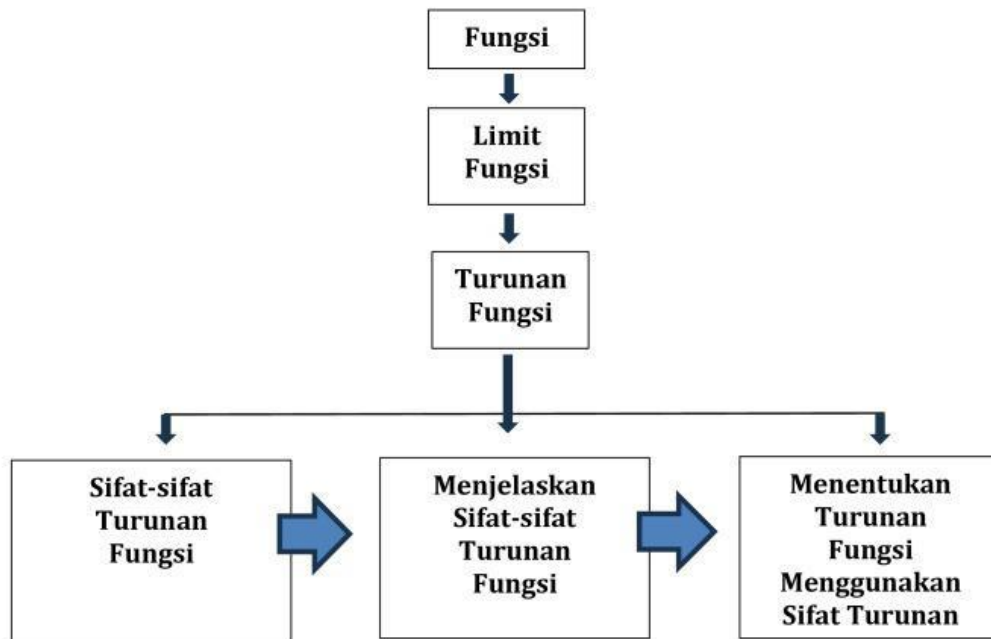 Fungsi
Limit
Fungsi
Turunan
Fungsi
Sifat-sifat
Turunan
Fungsi
Menjelaskan
Sifat-sifat
Turunan
Fungsi
Menentukan
Turunan
Fungsi
Menggunakan
Sifat Turunan